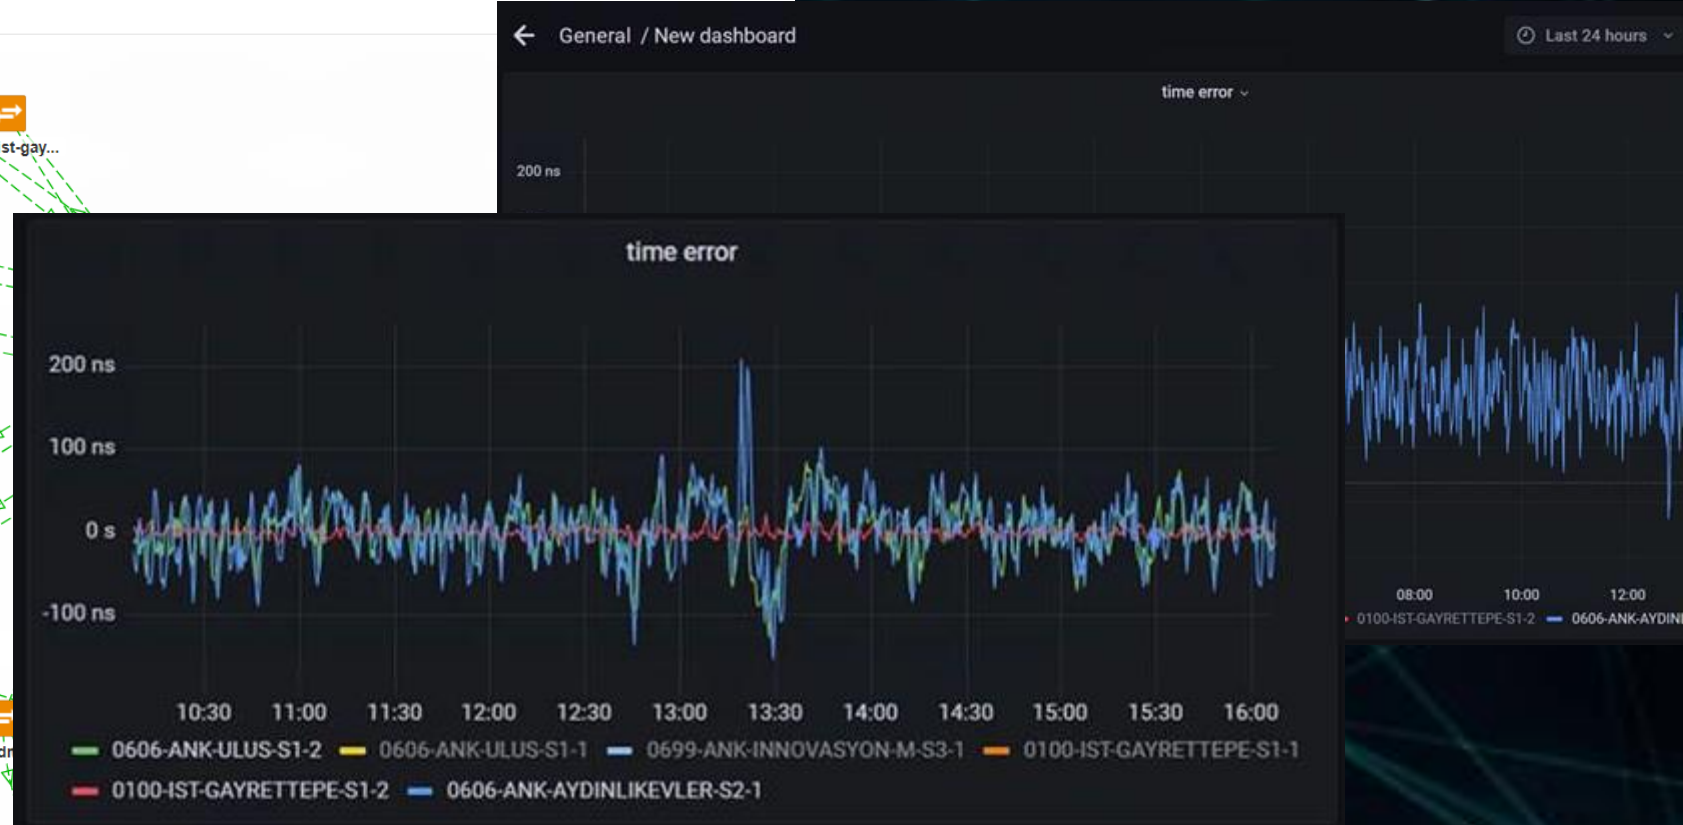 General / New dashboard
Last 24 hours
time error
st-gay...
200 ns
time error
200 ns
100 ns
0 s
-100 ns
10:30 11:00 11:30 12:00 12:30 13:00 13:30 14:00 14:30 15:00 15:30 16:00
0606-ANK-ULUS-S1-2 0606-ANK-ULUS-S1-1 0699-ANK-INNOVASYON-M-S3-1 0100-IST-GAYRETTEPE-S1-1
0100-IST-GAYRETTEPE-S1-2 0606-ANK-AYDINLIKEVLER-S2-1
08:00 10:00 12:00
0100-IST-GAYRETTEPE-S1-2 0606-ANK-AYDINL